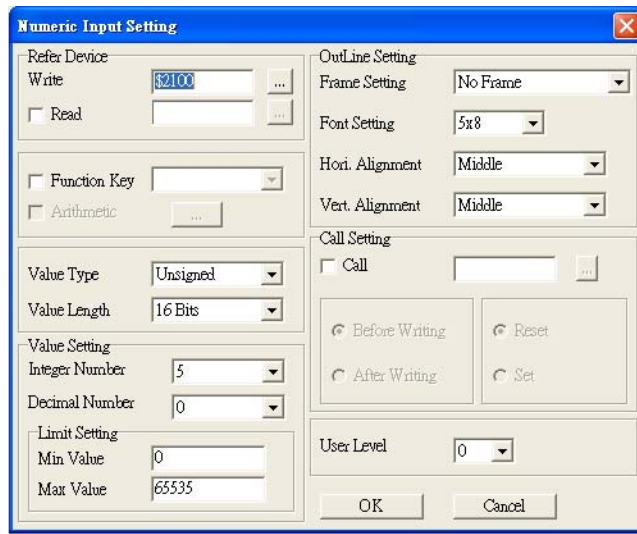 Numeric Input Setting
Refer Device
Write $2100 ...
Read ...
Function Key
Arithmetic ...
Value Type Unsigned
Value Length 16 Bits
Value Setting
Integer Number 5
Decimal Number 0
Limit Setting
Min Value 0
Max Value 65535
OutLine Setting
Frame Setting No Frame
Font Setting 5x8
Hori. Alignment Middle
Vert. Alignment Middle
Call Setting
Call ...
Before Writing Reset
After Writing Set
User Level 0
OK Cancel